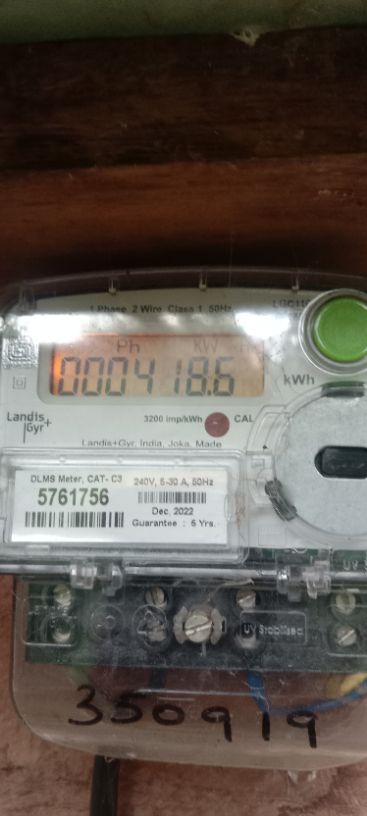 1 Phase 2 Wire Class 1 50Hz
Ph KW
000418.6
kWh
Landis Gyr+
3200 imp/kWh CAL
Landis+Gyr, India, Joka, Made
DLMS Meter, CAT- C3
5761756
240V, 5-30 A, 50Hz
Dec, 2022
Guarantee : 5 Yrs.
UV Stabilised
350919